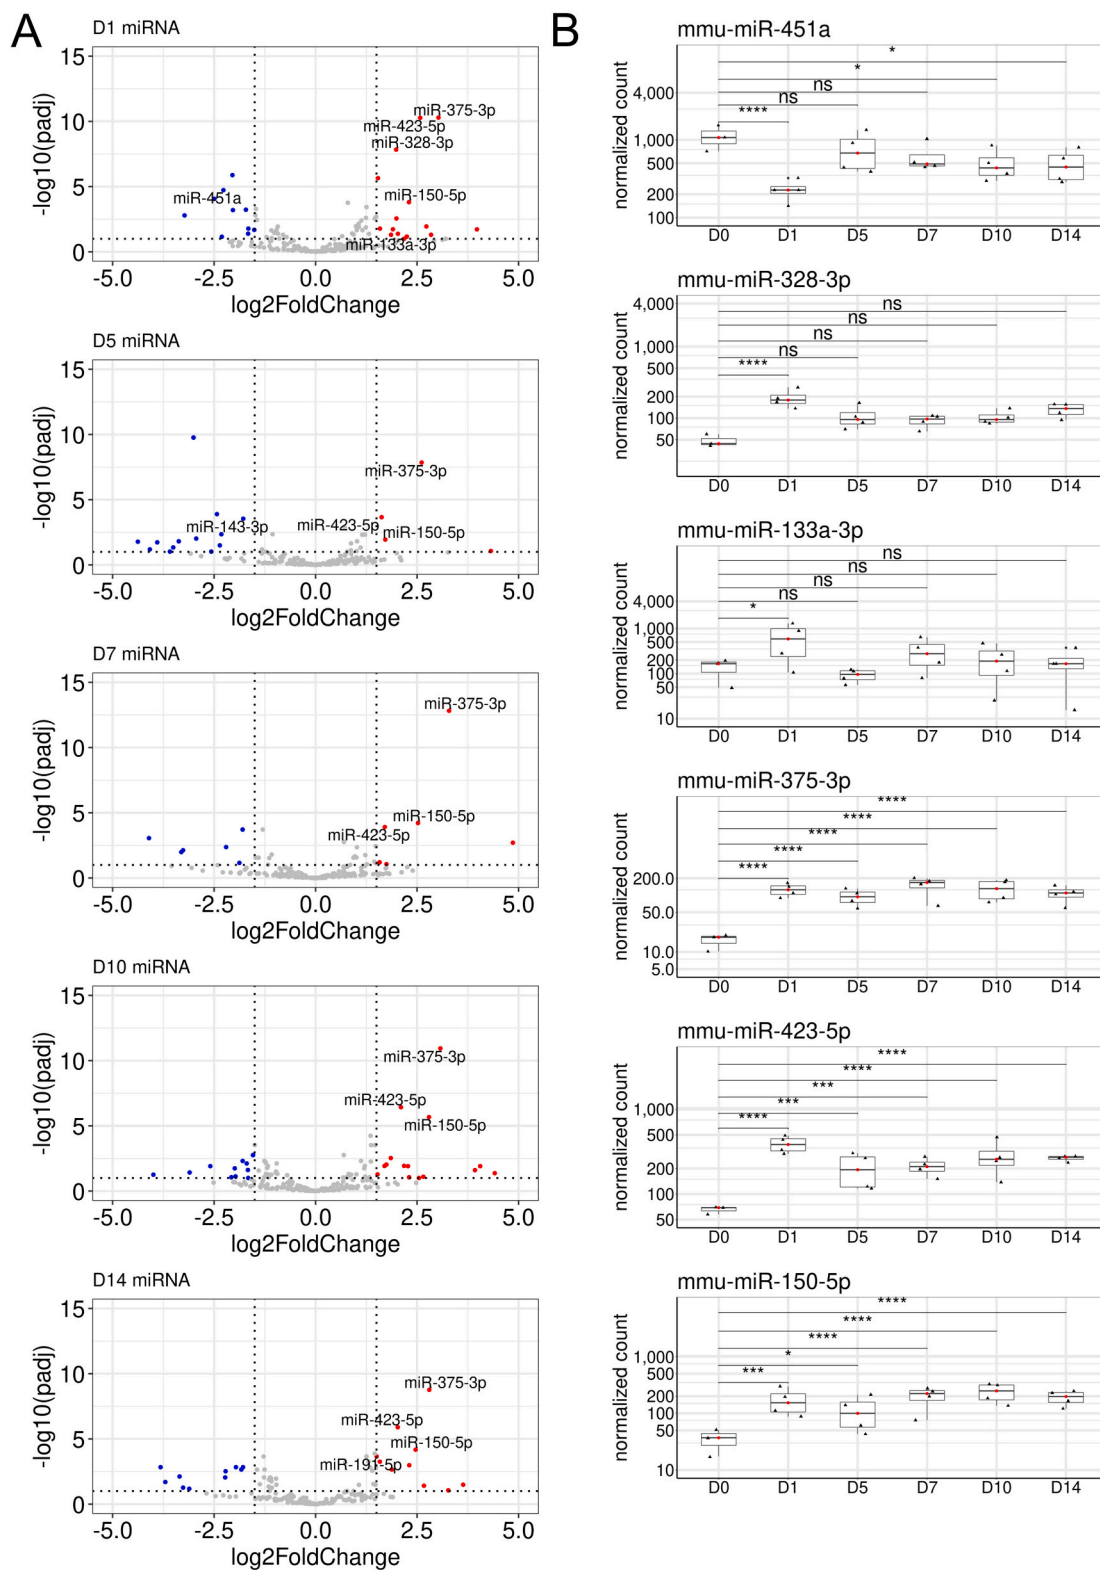 A
D1 miRNA
15
10
5
0
-log10(padj)
miR-375-3p
miR-423-5p
miR-328-3p
miR-150-5p
miR-451a
miR-133a-3p
-5.0 -2.5 0.0 2.5 5.0
log2FoldChange
D5 miRNA
15
10
5
0
-log10(padj)
miR-375-3p
miR-143-3p
miR-423-5p
miR-150-5p
-5.0 -2.5 0.0 2.5 5.0
log2FoldChange
D7 miRNA
15
10
5
0
-log10(padj)
miR-375-3p
miR-150-5p
miR-423-5p
-5.0 -2.5 0.0 2.5 5.0
log2FoldChange
D10 miRNA
15
10
5
0
-log10(padj)
miR-375-3p
miR-423-5p
miR-150-5p
-5.0 -2.5 0.0 2.5 5.0
log2FoldChange
D14 miRNA
15
10
5
0
-log10(padj)
miR-375-3p
miR-423-5p
miR-150-5p
miR-191-5p
-5.0 -2.5 0.0 2.5 5.0
log2FoldChange
B
mmu-miR-451a
normalized count
*
*
ns
ns
****
4,000
1,000
500
200
100
D0 D1 D5 D7 D10 D14
mmu-miR-328-3p
normalized count
ns
ns
ns
ns
****
4,000
1,000
500
200
100
50
D0 D1 D5 D7 D10 D14
mmu-miR-133a-3p
normalized count
ns
ns
ns
ns
*
4,000
1,000
500
200
100
50
10
D0 D1 D5 D7 D10 D14
mmu-miR-375-3p
normalized count
****
****
****
****
****
200.0
50.0
10.0
5.0
D0 D1 D5 D7 D10 D14
mmu-miR-423-5p
normalized count
****
****
***
***
****
1,000
500
200
100
50
D0 D1 D5 D7 D10 D14
mmu-miR-150-5p
normalized count
****
****
****
*
***
1,000
500
200
100
50
10
D0 D1 D5 D7 D10 D14